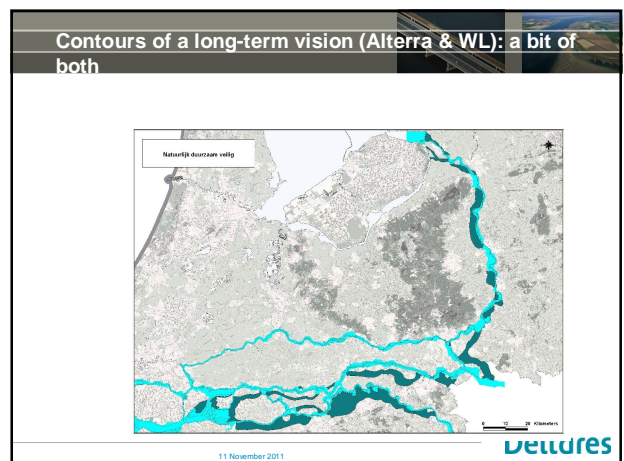 Contours of a long-term vision (Alterra & WL): a bit of
both
Natuurlijk duurzaam veilig
0 10 20 Kilometers
11 November 2011
Deltares